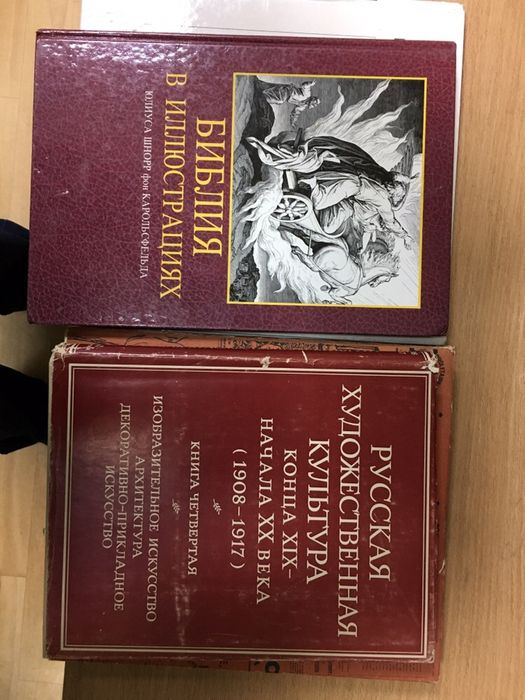 БИБЛИЯ
В ИЛЛЮСТРАЦИЯХ
ЮЛИУСА ШНОРР фон КАРОЛЬСФЕЛЬДА
РУССКАЯ
ХУДОЖЕСТВЕННАЯ
КУЛЬТУРА
КОНЦА XIX–
НАЧАЛА XX ВЕКА
(1908–1917)
КНИГА ЧЕТВЕРТАЯ
ИЗОБРАЗИТЕЛЬНОЕ ИСКУССТВО
АРХИТЕКТУРА
ДЕКОРАТИВНО-ПРИКЛАДНОЕ
ИСКУССТВО